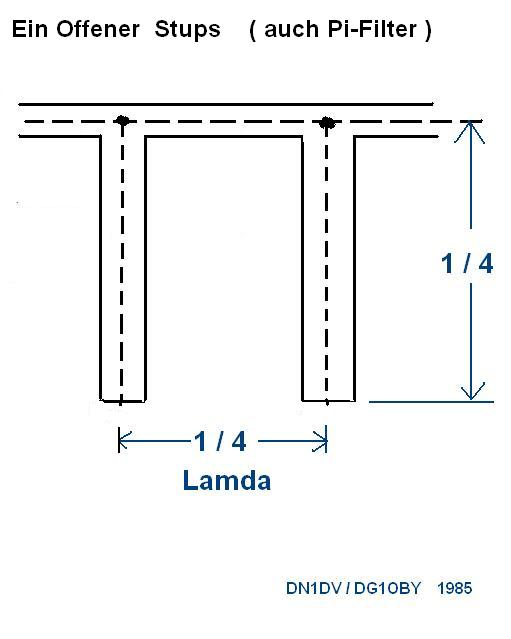 Ein Offener Stups ( auch Pi-Filter )
1 / 4
1 / 4
Lamda
DN1DV / DG1OBY 1985